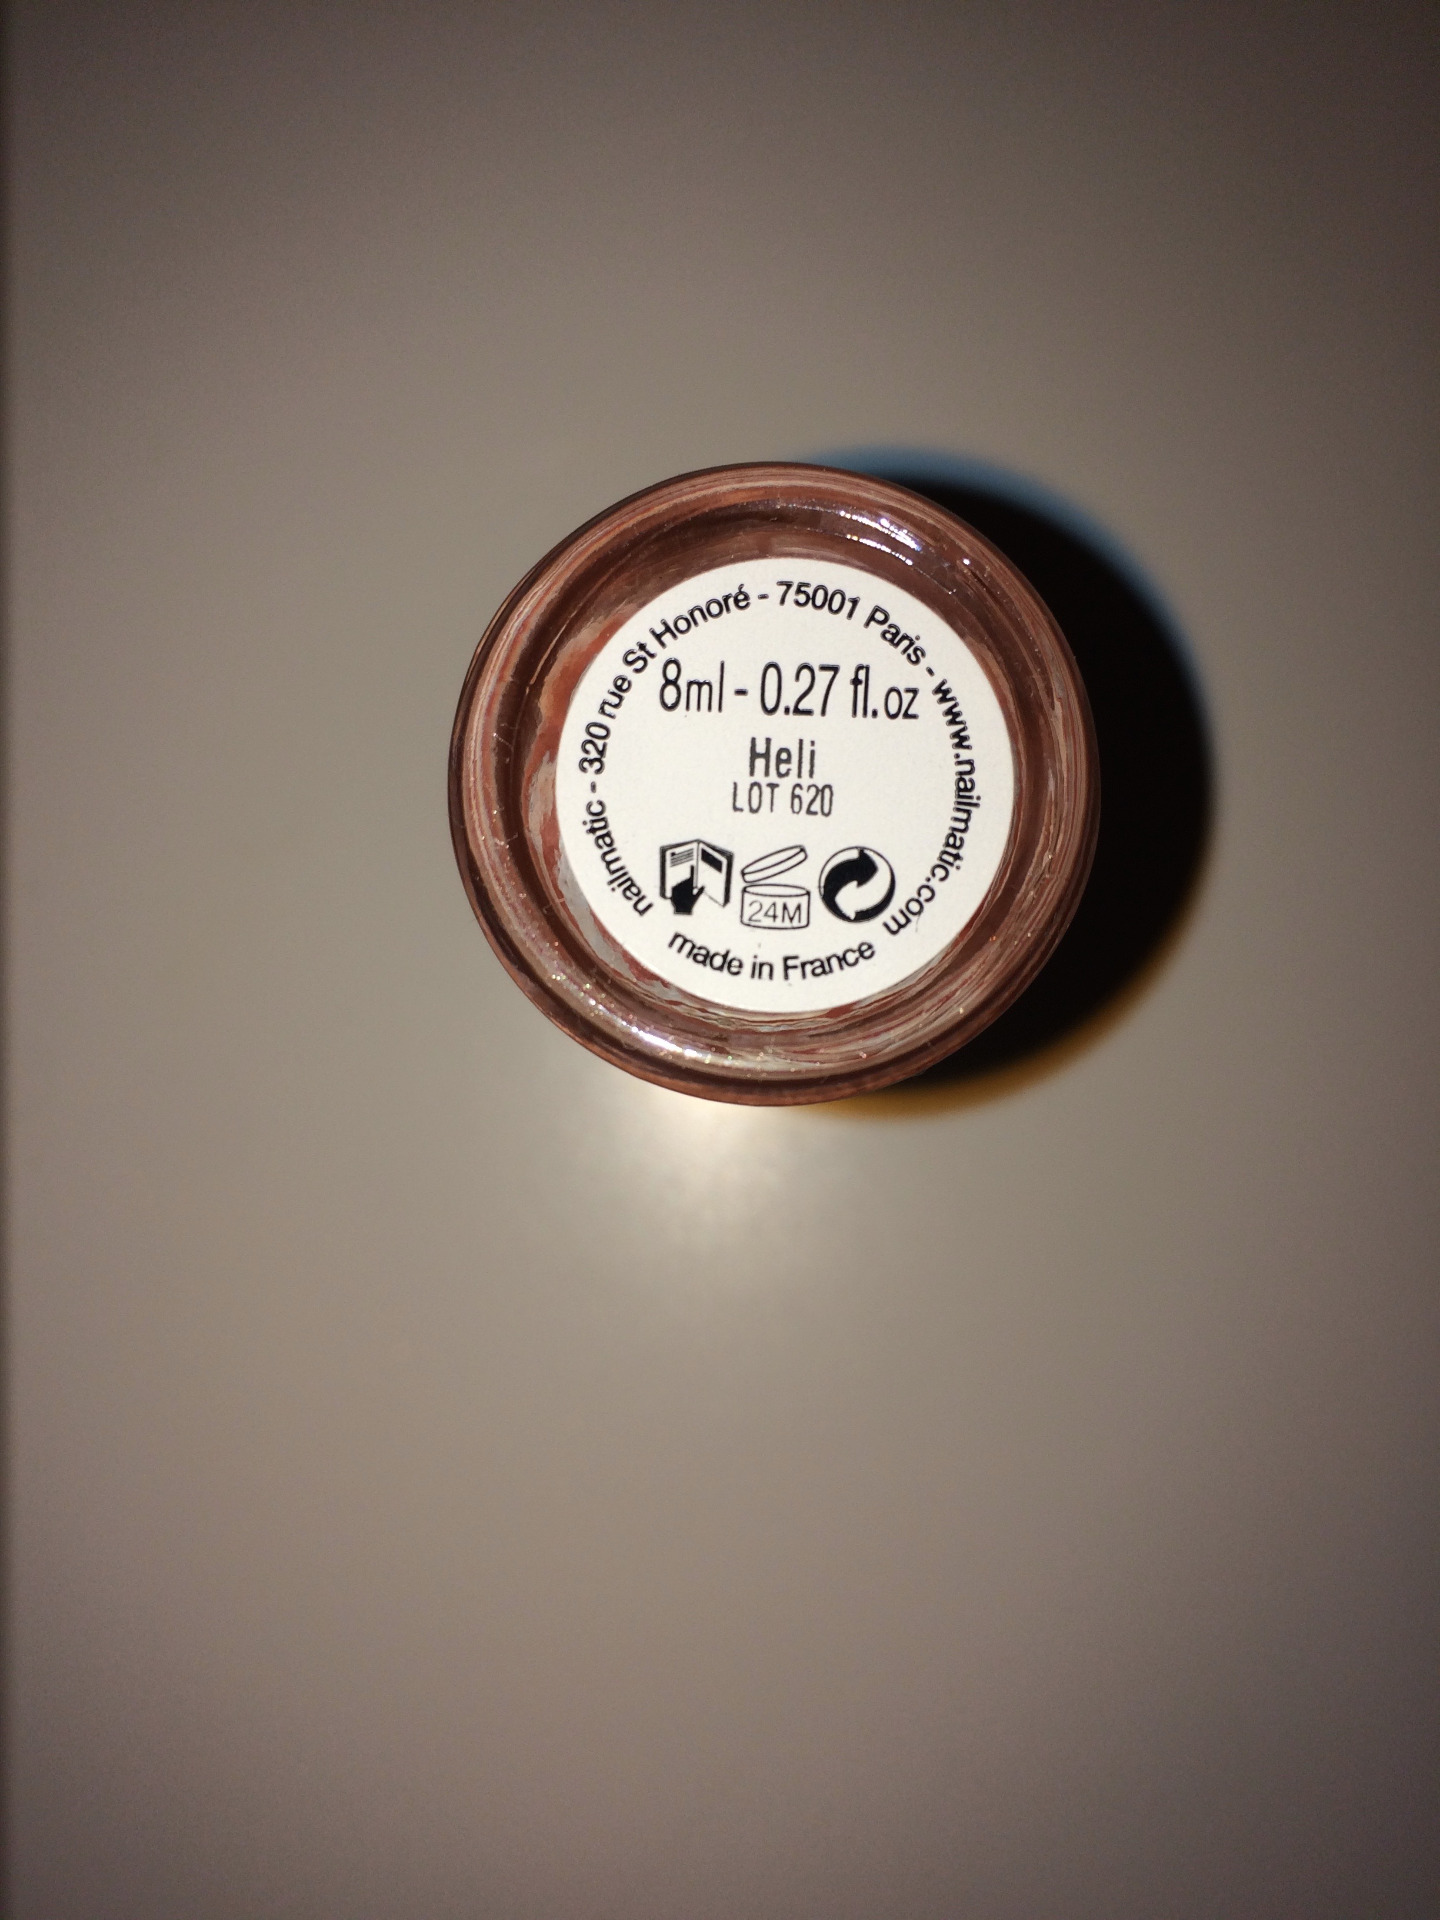 nailmatic - 320 rue St Honoré - 75001 Paris - www.nailmatic.com
8ml - 0.27 fl.oz
Heli
LOT 620
24M
made in France